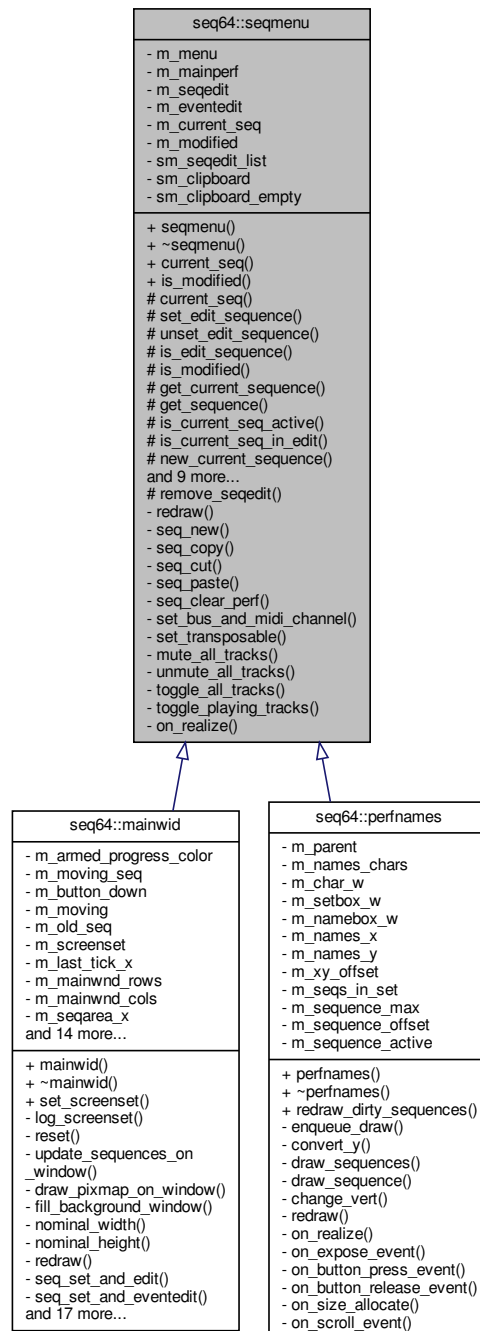 seq64::seqmenu
- m_menu
- m_mainperf
- m_seqedit
- m_eventedit
- m_current_seq
- m_modified
- sm_seqedit_list
- sm_clipboard
- sm_clipboard_empty
+ seqmenu()
+ ~seqmenu()
+ current_seq()
+ is_modified()
# current_seq()
# set_edit_sequence()
# unset_edit_sequence()
# is_edit_sequence()
# is_modified()
# get_current_sequence()
# get_sequence()
# is_current_seq_active()
# is_current_seq_in_edit()
# new_current_sequence()
and 9 more...
# remove_seqedit()
- redraw()
- seq_new()
- seq_copy()
- seq_cut()
- seq_paste()
- seq_clear_perf()
- set_bus_and_midi_channel()
- set_transposable()
- mute_all_tracks()
- unmute_all_tracks()
- toggle_all_tracks()
- toggle_playing_tracks()
- on_realize()
seq64::mainwid
- m_armed_progress_color
- m_moving_seq
- m_button_down
- m_moving
- m_old_seq
- m_screenset
- m_last_tick_x
- m_mainwnd_rows
- m_mainwnd_cols
- m_seqarea_x
and 14 more...
+ mainwid()
+ ~mainwid()
+ set_screenset()
- log_screenset()
- reset()
- update_sequences_on
_window()
- draw_pixmap_on_window()
- fill_background_window()
- nominal_width()
- nominal_height()
- redraw()
- seq_set_and_edit()
- seq_set_and_eventedit()
and 17 more...
seq64::perfnames
- m_parent
- m_names_chars
- m_char_w
- m_setbox_w
- m_namebox_w
- m_names_x
- m_names_y
- m_xy_offset
- m_seqs_in_set
- m_sequence_max
- m_sequence_offset
- m_sequence_active
+ perfnames()
+ ~perfnames()
+ redraw_dirty_sequences()
- enqueue_draw()
- convert_y()
- draw_sequences()
- draw_sequence()
- change_vert()
- redraw()
- on_realize()
- on_expose_event()
- on_button_press_event()
- on_button_release_event()
- on_size_allocate()
- on_scroll_event()